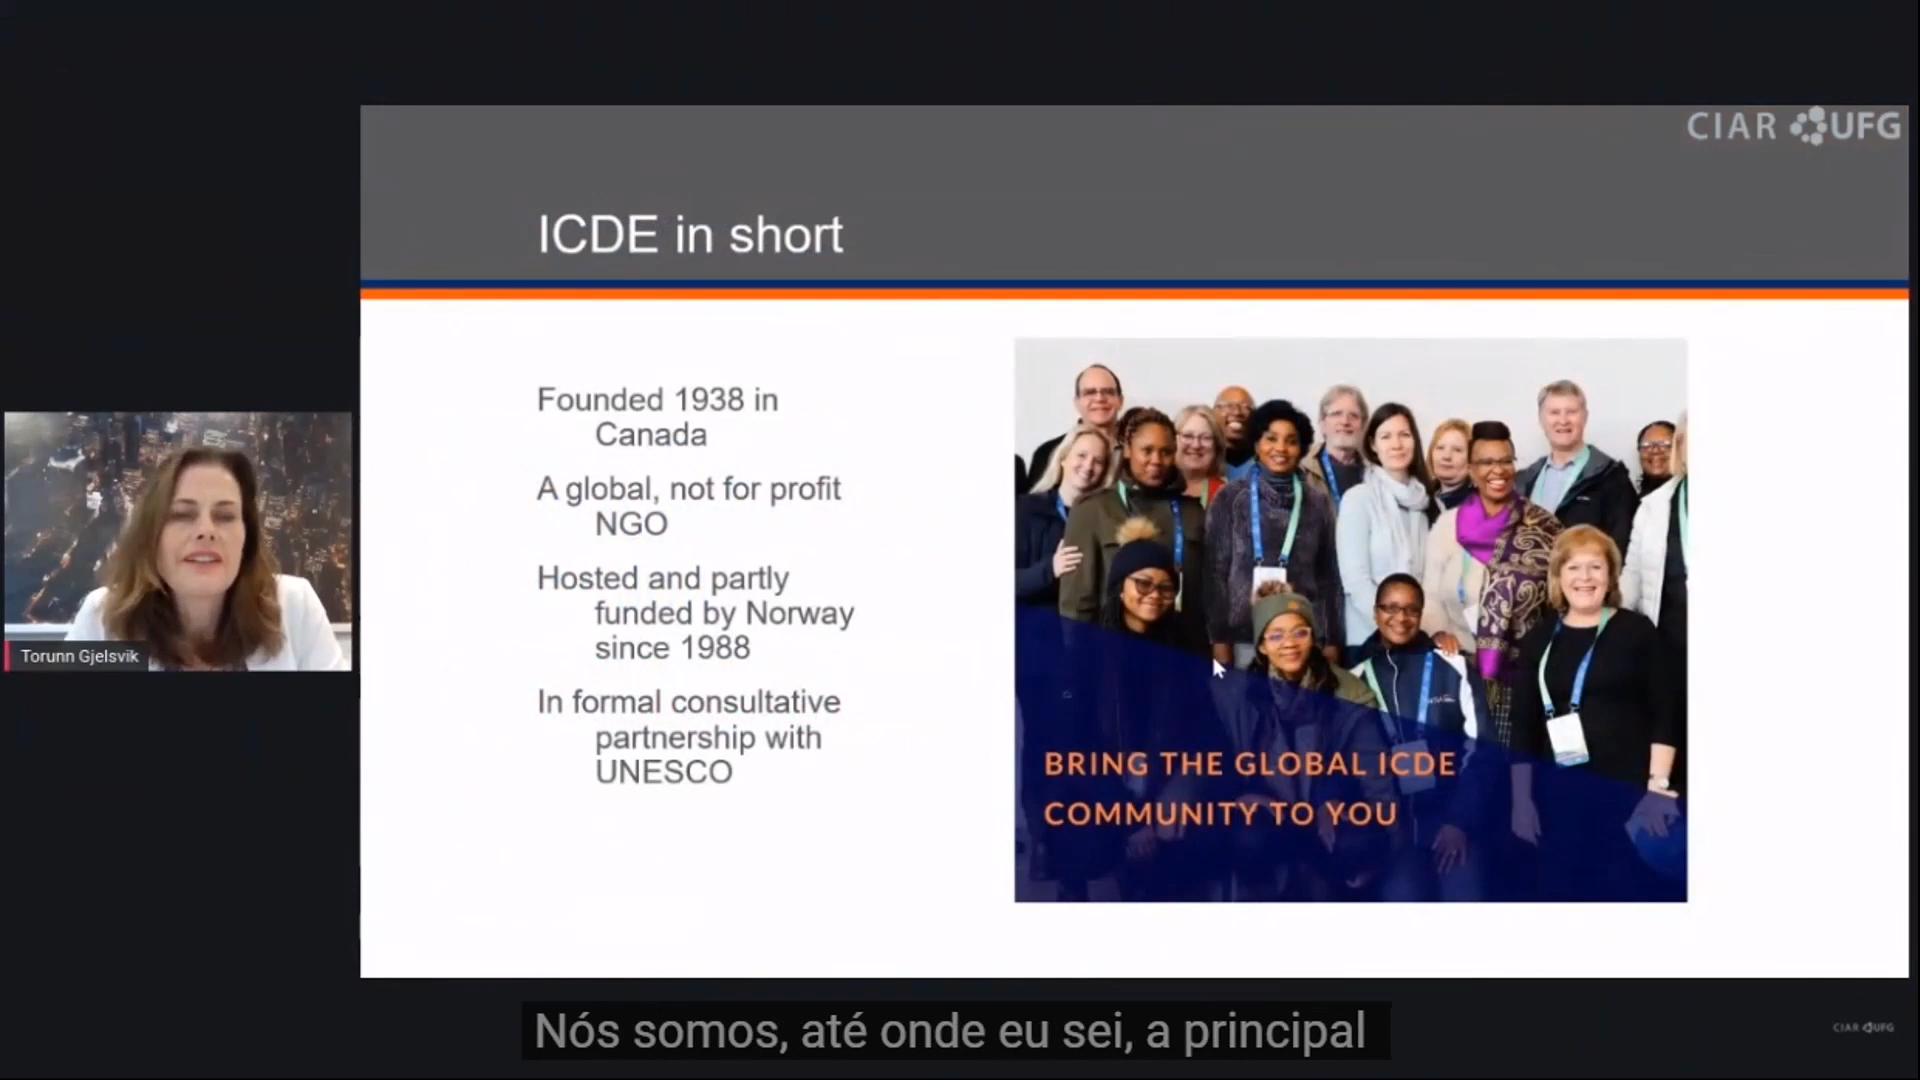 CIAR UFG
ICDE in short
Founded 1938 in
Canada
A global, not for profit
NGO
Hosted and partly
funded by Norway
since 1988
In formal consultative
partnership with
UNESCO
BRING THE GLOBAL ICDE
COMMUNITY TO YOU
Torunn Gjelsvik
Nós somos, até onde eu sei, a principal
CIAR UFG